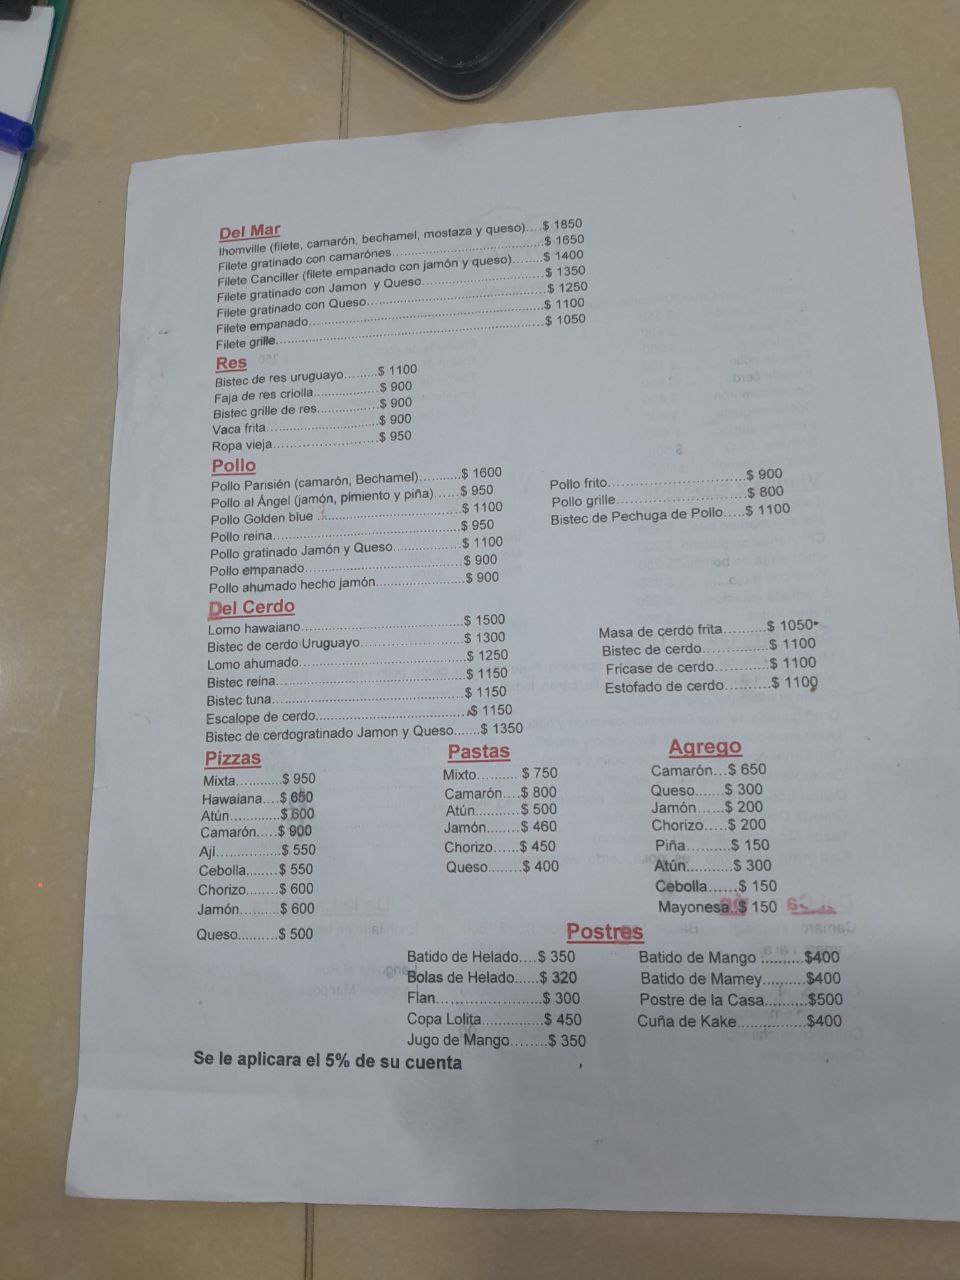 Del Mar
Ihomville (filete, camarón, bechamel, mostaza y queso)....$ 1850
Filete gratinado con camarónes..............................$ 1650
Filete Canciller (filete empanado con jamón y queso)........$ 1400
Filete gratinado con Jamon y Queso..........................$ 1350
Filete gratinado con Queso..................................$ 1250
Filete empanado.............................................$ 1100
Filete grille...............................................$ 1050
Res
Bistec de res uruguayo.........$ 1100
Faja de res criolla................$ 900
Bistec grille de res................$ 900
Vaca frita............................$ 900
Ropa vieja..........................$ 950
Pollo
Pollo Parisién (camarón, Bechamel)...........$ 1600
Pollo al Ángel (jamón, pimiento y piña)......$ 950
Pollo Golden blue ...................................$ 1100
Pollo reina.............................................$ 950
Pollo gratinado Jamón y Queso.................$ 1100
Pollo empanado.......................................$ 900
Pollo ahumado hecho jamón......................$ 900
Pollo frito...................................$ 900
Pollo grille.................................$ 800
Bistec de Pechuga de Pollo.....$ 1100
Del Cerdo
Lomo hawaiano.......................................$ 1500
Bistec de cerdo Uruguayo..........................$ 1300
Lomo ahumado........................................$ 1250
Bistec reina.............................................$ 1150
Bistec tuna..............................................$ 1150
Escalope de cerdo.....................................$ 1150
Bistec de cerdogratinado Jamon y Queso.......$ 1350
Masa de cerdo frita..........$ 1050
Bistec de cerdo................$ 1100
Fricase de cerdo.............$ 1100
Estofado de cerdo...........$ 1100
Pizzas
Mixta...........$ 950
Hawaiana....$ 650
Atún............$ 600
Camarón.....$ 900
Ají................$ 550
Cebolla........$ 550
Chorizo........$ 600
Jamón..........$ 600
Queso..........$ 500
Pastas
Mixto.......... $ 750
Camarón....$ 800
Atún...........$ 500
Jamón........$ 460
Chorizo......$ 450
Queso........$ 400
Agrego
Camarón...$ 650
Queso.......$ 300
Jamón......$ 200
Chorizo.....$ 200
Piña..........$ 150
Atún...........$ 300
Cebolla......$ 150
Mayonesa..$ 150
Postres
Batido de Helado....$ 350
Bolas de Helado......$ 320
Flan.........................$ 300
Copa Lolita...............$ 450
Jugo de Mango........$ 350
Batido de Mango ..........$400
Batido de Mamey..........$400
Postre de la Casa..........$500
Cuña de Kake................$400
Se le aplicara el 5% de su cuenta